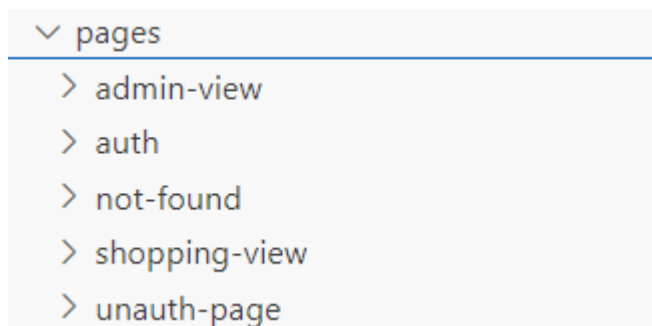 pages
admin-view
auth
not-found
shopping-view
unauth-page